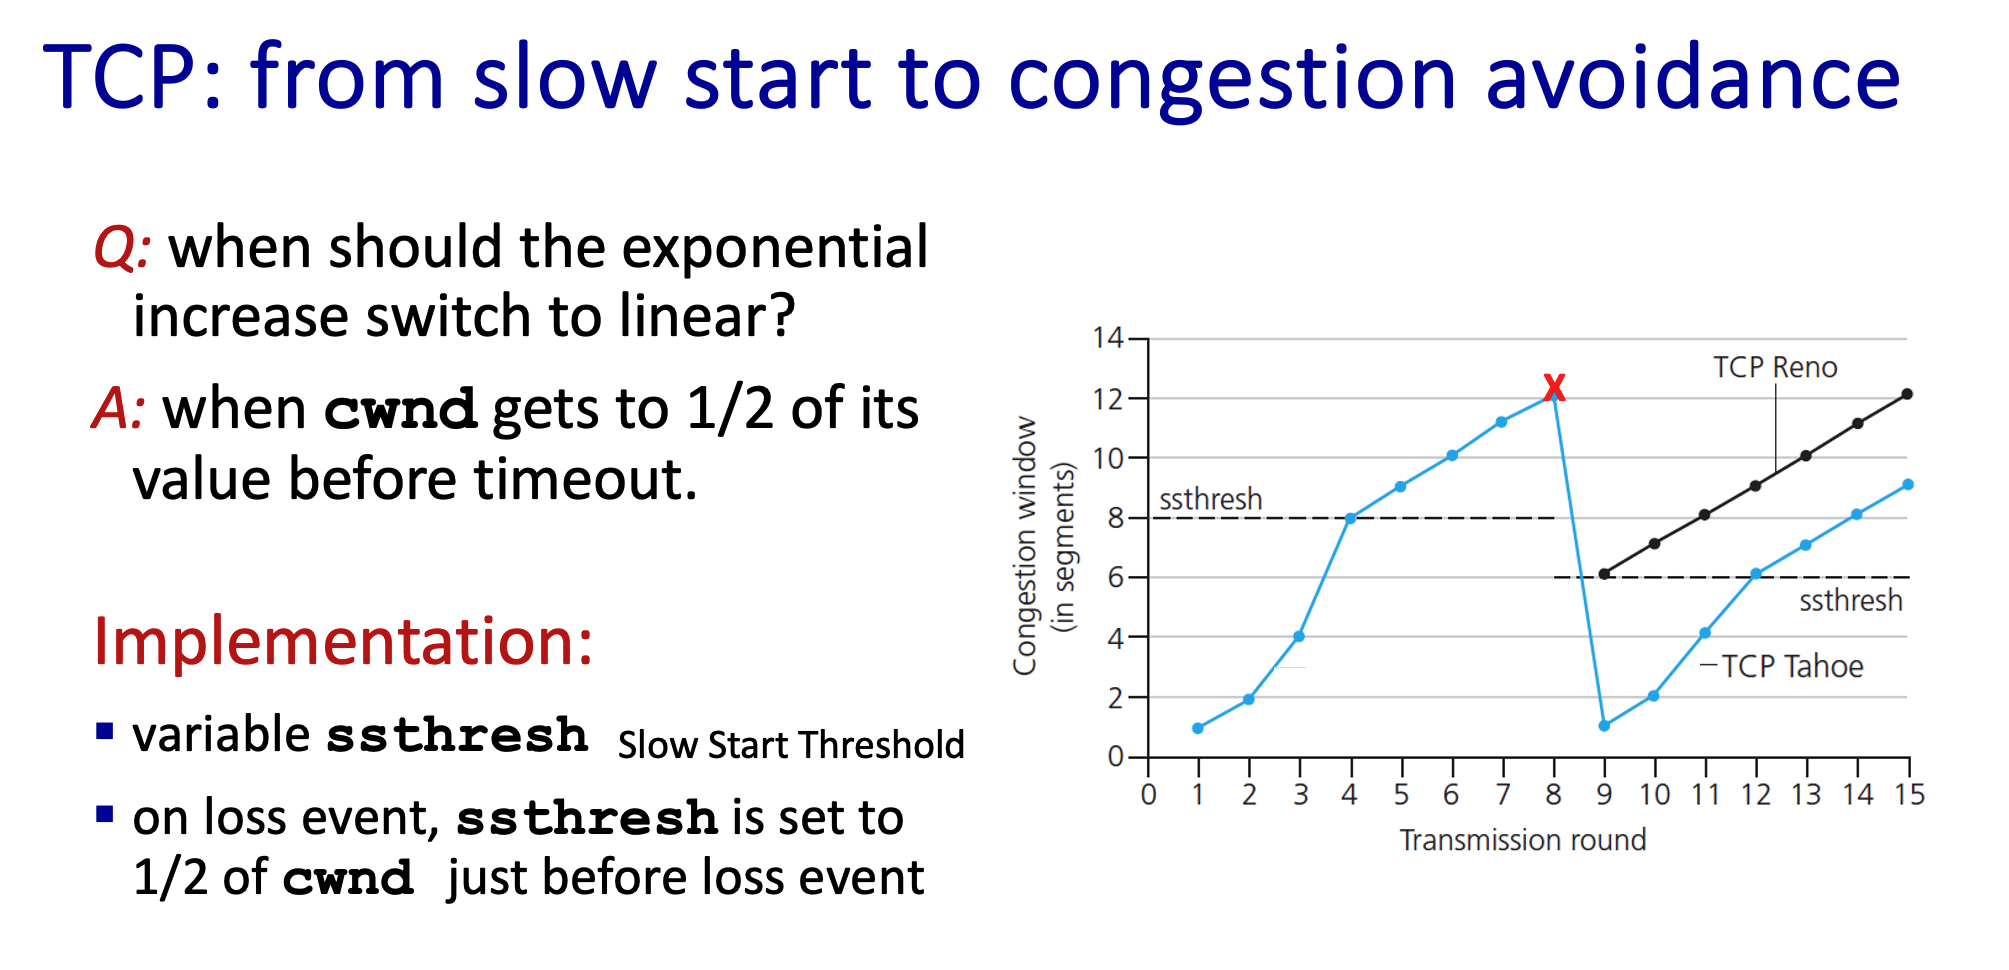 TCP: from slow start to congestion avoidance
Q: when should the exponential
increase switch to linear?
A: when cwnd gets to 1/2 of its
value before timeout.
Implementation:
▪ variable ssthresh Slow Start Threshold
▪ on loss event, ssthresh is set to
1/2 of cwnd just before loss event
Congestion window
(in segments)
14
12
10
8
6
4
2
0
X
TCP Reno
ssthresh
ssthresh
TCP Tahoe
0 1 2 3 4 5 6 7 8 9 10 11 12 13 14 15
Transmission round